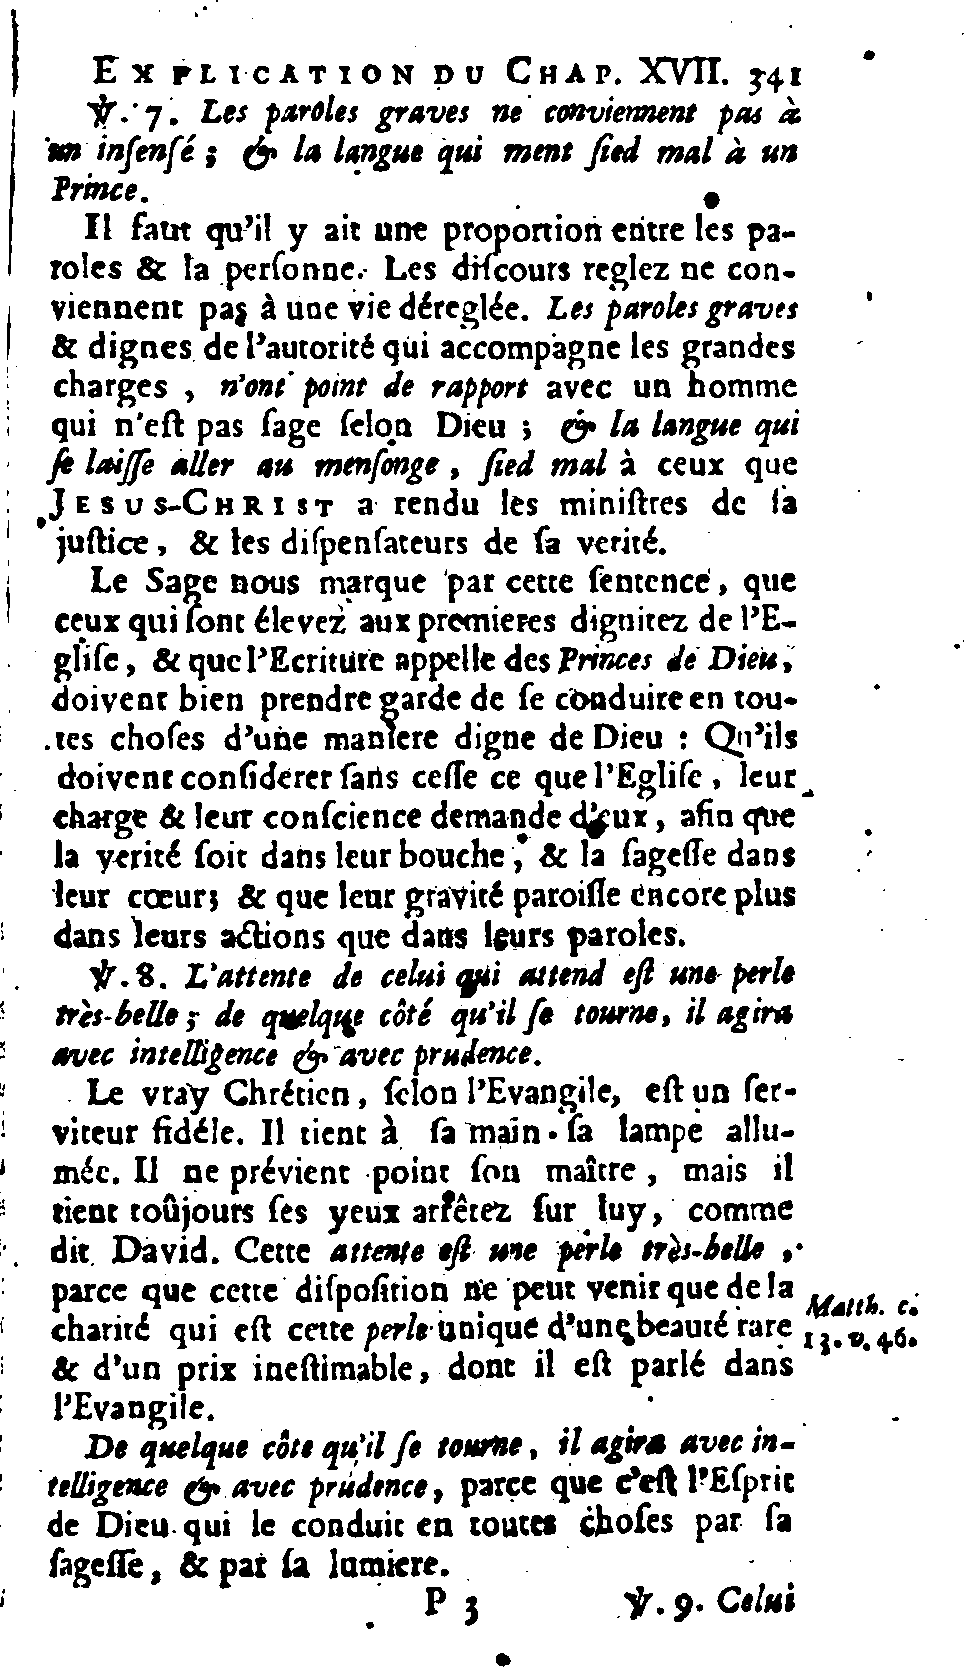 EXPLICATION DU CHAP. XVII. 341
℣. 7. Les paroles graves ne conviennent pas à
un inſenſé ; & la langue qui ment ſied mal à un
Prince.
Il faut qu'il y ait une proportion entre les pa-
roles & la perſonne. Les diſcours reglez ne con-
viennent pas à une vie déreglée. Les paroles graves
& dignes de l'autorité qui accompagne les grandes
charges , n'ont point de rapport avec un homme
qui n'eſt pas ſage ſelon Dieu ; & la langue qui
ſe laiſſe aller au menſonge , ſied mal à ceux que
JESUS-CHRIST a rendu les miniſtres de ſa
juſtice, & les diſpenſateurs de ſa verité.
Le Sage nous marque par cette ſentence, que
ceux qui ſont élevez aux premieres dignitez de l'E-
gliſe, & que l'Ecriture appelle des Princes de Dieu,
doivent bien prendre garde de ſe conduire en tou-
tes choſes d'une maniere digne de Dieu : Qu'ils
doivent conſiderer ſans ceſſe ce que l'Egliſe, leur
charge & leur conſcience demande d'eux, afin que
la verité ſoit dans leur bouche, & la ſageſſe dans
leur cœur; & que leur gravité paroiſſe encore plus
dans leurs actions que dans leurs paroles.
℣. 8. L'attente de celui qui attend eſt une perle
très-belle ; de quelque côté qu'il ſe tourne, il agira
avec intelligence & avec prudence.
Le vray Chrétien, ſelon l'Evangile, eſt un ſer-
viteur fidéle. Il tient à ſa main ſa lampe allu-
mée. Il ne prévient point ſon maître, mais il
tient toûjours ſes yeux arrêtez ſur luy, comme
dit David. Cette attente eſt une perle très-belle ,
parce que cette diſpoſition ne peut venir que de la
charité qui eſt cette perle unique d'une beauté rare
& d'un prix ineſtimable, dont il eſt parlé dans
l'Evangile.
Matth. c.
13. v. 46.
De quelque côte qu'il ſe tourne, il agira avec in-
telligence & avec prudence, parce que c'eſt l'Eſprit
de Dieu qui le conduit en toutes choſes par ſa
ſageſſe, & par ſa lumiere.
P 3 ℣. 9. Celui